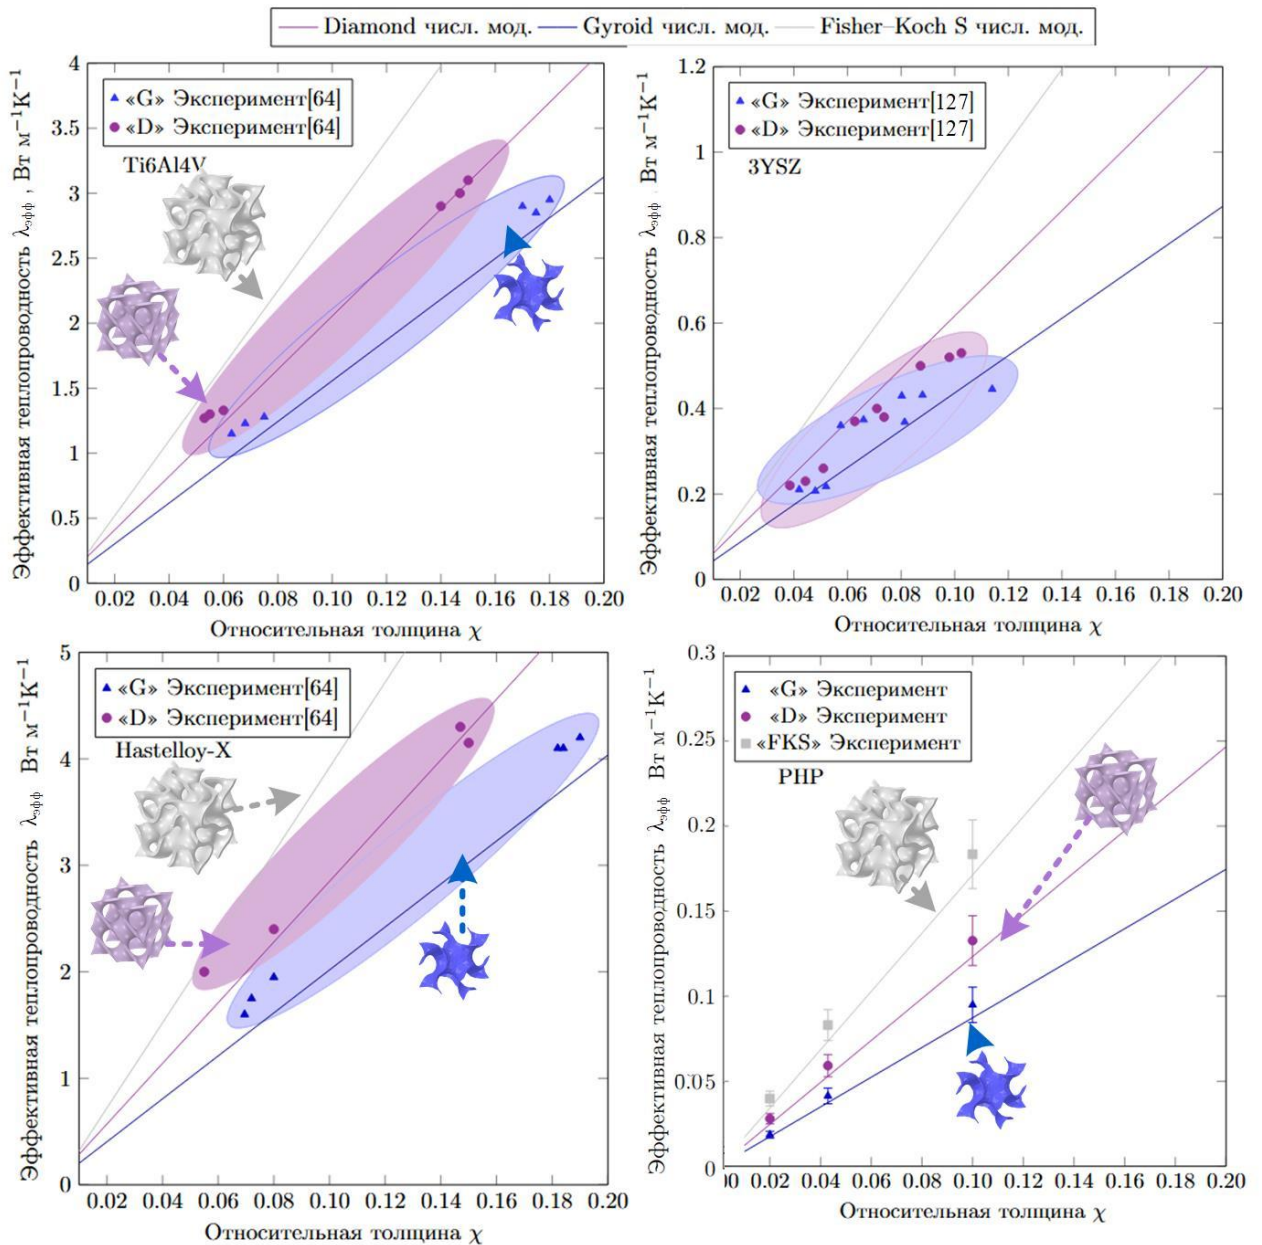 Diamond числ. мод. Gyroid числ. мод. Fisher–Koch S числ. мод.
Эффективная теплопроводность λэфф , Вт м⁻¹К⁻¹
4
3.5
3
2.5
2
1.5
1
0.5
0
«G» Эксперимент[64]
«D» Эксперимент[64]
Ti6Al4V
0.02 0.04 0.06 0.08 0.10 0.12 0.14 0.16 0.18 0.20
Относительная толщина χ
Эффективная теплопроводность λэфф . Вт м⁻¹К⁻¹
1.2
1
0.8
0.6
0.4
0.2
0
«G» Эксперимент[127]
«D» Эксперимент[127]
3YSZ
0.02 0.04 0.06 0.08 0.10 0.12 0.14 0.16 0.18 0.20
Относительная толщина χ
Эффективная теплопроводность λэфф Вт м⁻¹К⁻¹
5
4
3
2
1
0
«G» Эксперимент[64]
«D» Эксперимент[64]
Hastelloy-X
0.02 0.04 0.06 0.08 0.10 0.12 0.14 0.16 0.18 0.20
Относительная толщина χ
Эффективная теплопроводность λэфф Вт м⁻¹К⁻¹
0.3
0.25
0.2
0.15
0.1
0.05
0
«G» Эксперимент
«D» Эксперимент
«FKS» Эксперимент
PHP
0.02 0.04 0.06 0.08 0.10 0.12 0.14 0.16 0.18 0.20
Относительная толщина χ